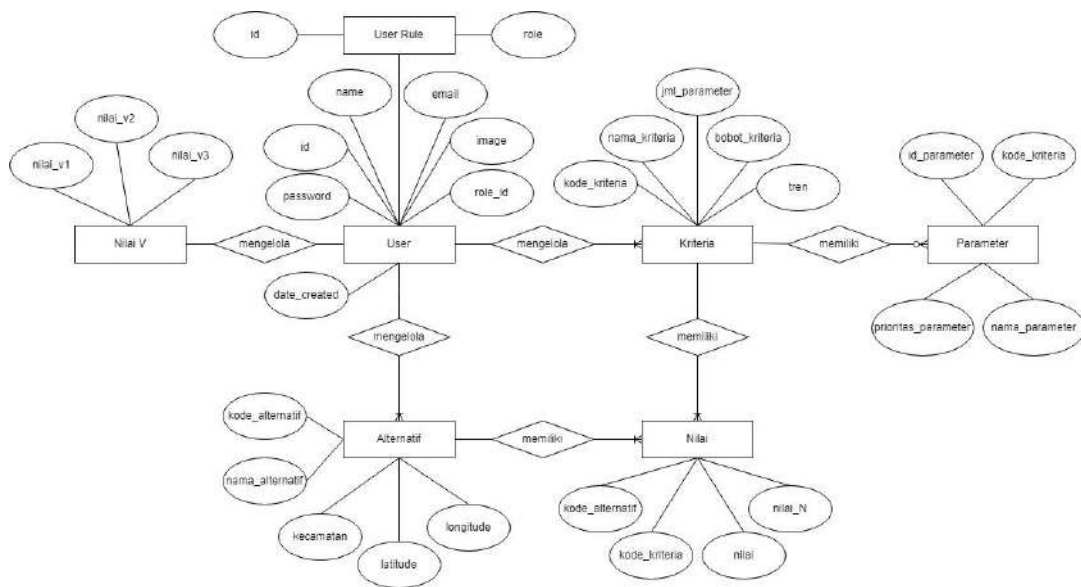 id
User Rule
role
name
email
jml_parameter
nilai_v2
nama_kriteria
bobot_kriteria
nilai_v1
nilai_v3
id
image
id_parameter
kode_kriteria
kode_kriteria
tren
password
role_id
Nilai V
mengelola
User
mengelola
Kriteria
memiliki
Parameter
date_created
prioritas_parameter
nama_parameter
mengelola
memiliki
kode_alternatif
Alternatif
memiliki
Nilai
nama_alternatif
kode_alternatif
nilai_N
kecamatan
longitude
kode_kriteria
nilai
latitude